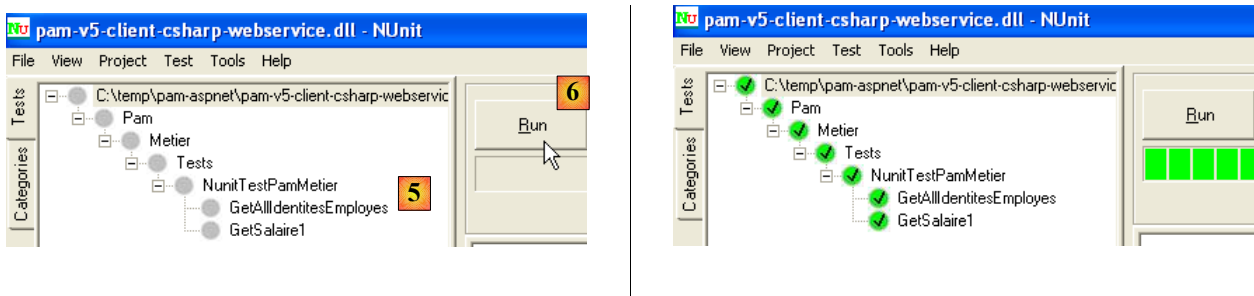 Nu pam-v5-client-csharp-webservice.dll - NUnit
File View Project Test Tools Help
Tests
Categories
C:\temp\pam-aspnet\pam-v5-client-csharp-webservic
Pam
Metier
Tests
NunitTestPamMetier
GetAllIdentitesEmployes
GetSalaire1
5
6
Run
Nu pam-v5-client-csharp-webservice.dll - NUnit
File View Project Test Tools Help
Tests
Categories
C:\temp\pam-aspnet\pam-v5-client-csharp-webservic
Pam
Metier
Tests
NunitTestPamMetier
GetAllIdentitesEmployes
GetSalaire1
Run